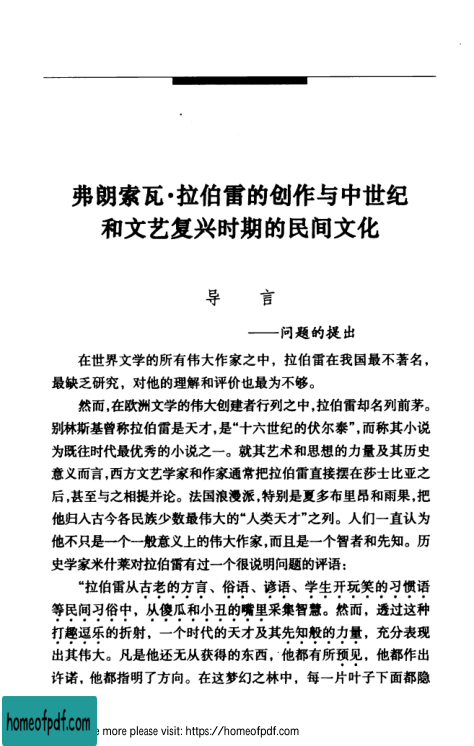 弗朗索瓦·拉伯雷的创作与中世纪
和文艺复兴时期的民间文化
导 言
——问题的提出
在世界文学的所有伟大作家之中，拉伯雷在我国最不著名，
最缺乏研究，对他的理解和评价也最为不够。
然而，在欧洲文学的伟大创建者行列之中，拉伯雷却名列前茅。
别林斯基曾称拉伯雷是天才，是“十六世纪的伏尔泰”，而称其小说
为既往时代最优秀的小说之一。就其艺术和思想的力量及其历史
意义而言，西方文艺学家和作家通常把拉伯雷直接摆在莎士比亚之
后，甚至与之相提并论。法国浪漫派，特别是夏多布里昂和雨果，把
他归入古今各民族少数最伟大的“人类天才”之列。人们一直认为
他不只是一个一般意义上的伟大作家，而且是一个智者和先知。历
史学家米什莱对拉伯雷有过一个很说明问题的评语：
“拉伯雷从古老的方言、俗语、谚语、学生开玩笑的习惯语
等民间习俗中，从傻瓜和小丑的嘴里采集智慧。然而，透过这种
打趣逗乐的折射，一个时代的天才及其先知般的力量，充分表现
出其伟大。凡是他还无从获得的东西，他都有所预见，他都作出
许诺，他都指明了方向。在这梦幻之林中，每一片叶子下面都隐
homeofpdf.com
e more please visit: https://homeofpdf.com